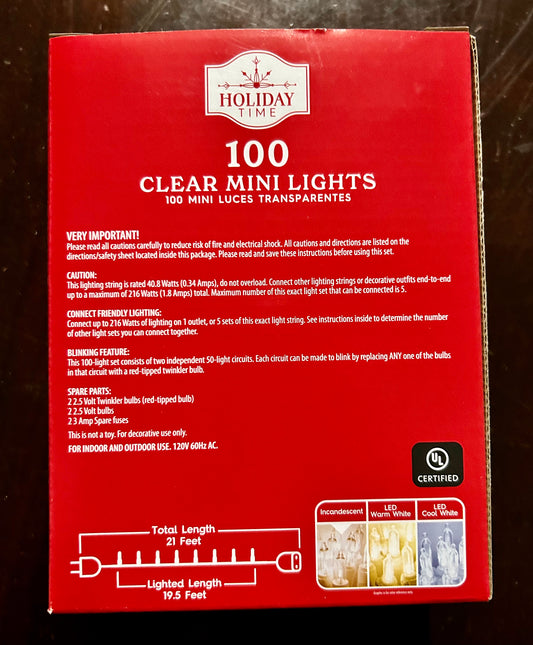 HOLIDAY
TIME
100
CLEAR MINI LIGHTS
100 MINI LUCES TRANSPARENTES
VERY IMPORTANT!
Please read all cautions carefully to reduce risk of fire and electrical shock. All cautions and directions are listed on the
directions/safety sheet located inside this package. Please read and save these instructions before using this set.
CAUTION:
This lighting string is rated 40.8 Watts (0.34 Amps), do not overload. Connect other lighting strings or decorative outfits end-to-end
up to a maximum of 216 Watts (1.8 Amps) total. Maximum number of this exact light set that can be connected is 5.
CONNECT FRIENDLY LIGHTING:
Connect up to 216 Watts of lighting on 1 outlet, or 5 sets of this exact light string. See instructions inside to determine the number
of other light sets you can connect together.
BLINKING FEATURE:
This 100-light set consists of two independent 50-light circuits. Each circuit can be made to blink by replacing ANY one of the bulbs
in that circuit with a red-tipped twinkler bulb.
SPARE PARTS:
2 2.5 Volt Twinkler bulbs (red-tipped bulb)
2 2.5 Volt bulbs
2 3 Amp Spare fuses
This is not a toy. For decorative use only.
FOR INDOOR AND OUTDOOR USE. 120V 60Hz AC.
UL
CERTIFIED
Incandescent
LED
Warm White
LED
Cool White
Total Length
21 Feet
Lighted Length
19.5 Feet